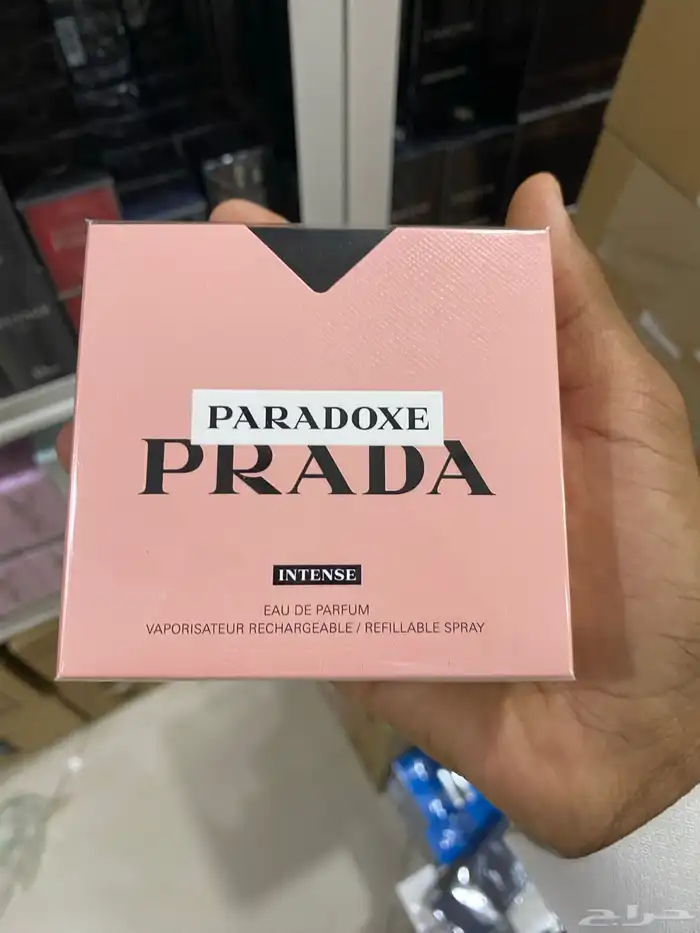 PARADOXE
PRADA
INTENSE
EAU DE PARFUM
VAPORISATEUR RECHARGEABLE / REFILLABLE SPRAY
حراج